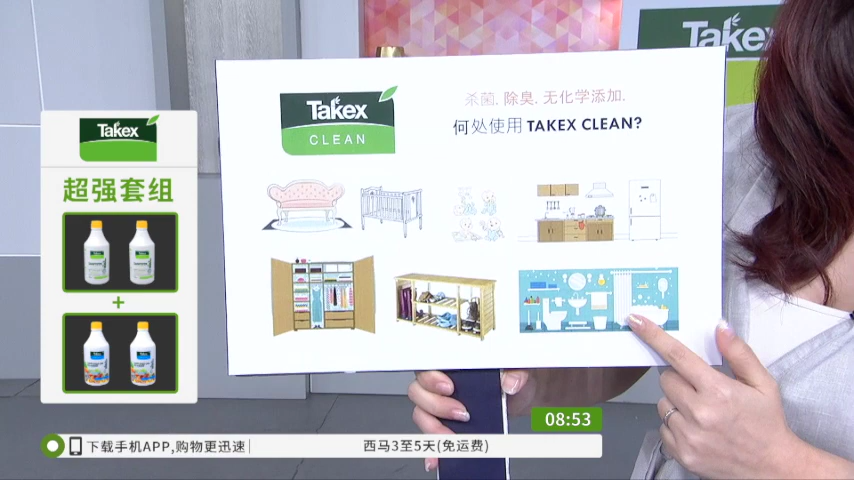 Takex
超强套组
+
Takex
CLEAN
杀菌. 除臭. 无化学添加.
何处使用 TAKEX CLEAN?
Takex
08:53
下载手机APP,购物更迅速
西马3至5天(免运费)